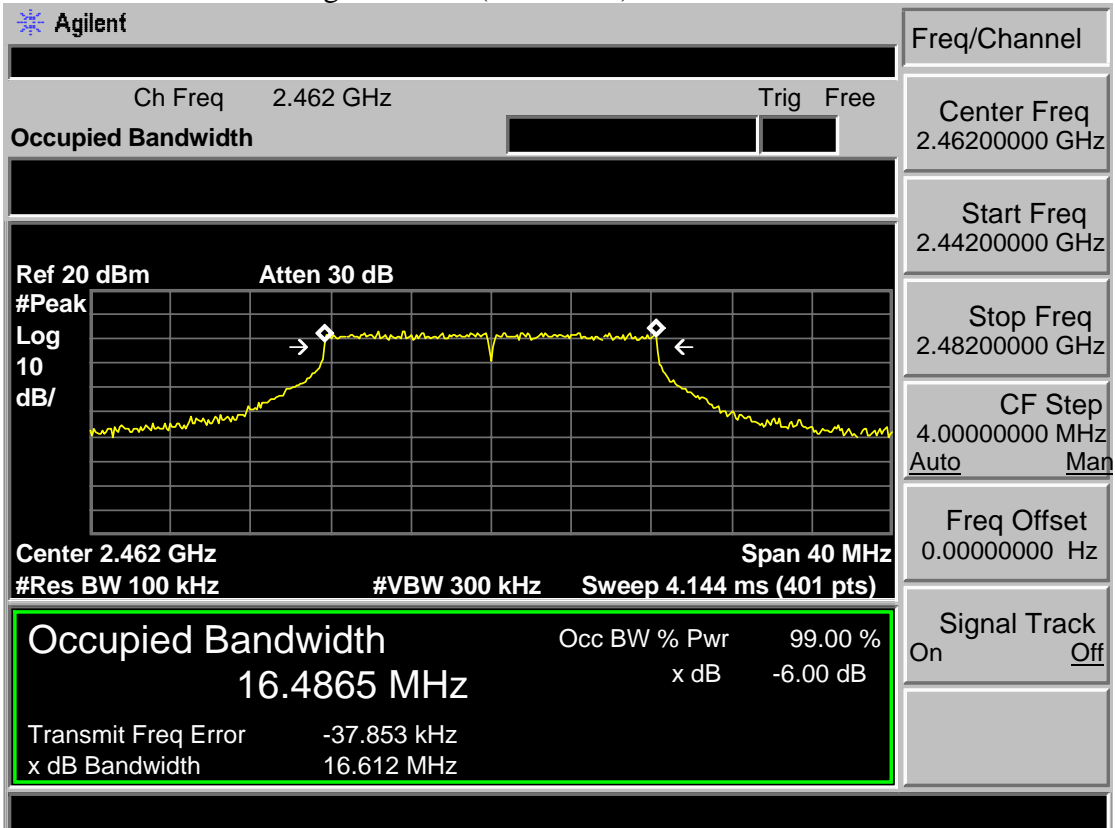 Agilent
Freq/Channel
Ch Freq 2.462 GHz Trig Free
Occupied Bandwidth
Center Freq
2.46200000 GHz
Start Freq
2.44200000 GHz
Ref 20 dBm Atten 30 dB
#Peak
Log
10
dB/
Stop Freq
2.48200000 GHz
CF Step
4.00000000 MHz
Auto Man
Freq Offset
0.00000000 Hz
Center 2.462 GHz Span 40 MHz
#Res BW 100 kHz #VBW 300 kHz Sweep 4.144 ms (401 pts)
Signal Track
On Off
Occupied Bandwidth
16.4865 MHz
Occ BW % Pwr 99.00 %
x dB -6.00 dB
Transmit Freq Error -37.853 kHz
x dB Bandwidth 16.612 MHz